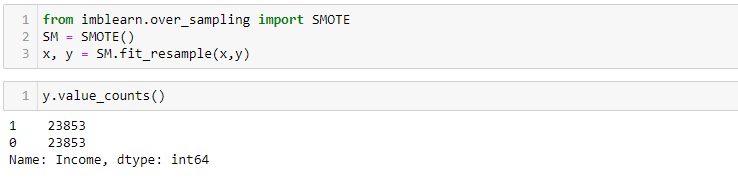 1 from imblearn.over_sampling import SMOTE
2 SM = SMOTE()
3 x, y = SM.fit_resample(x,y)
1 y.value_counts()
1    23853
0    23853
Name: Income, dtype: int64